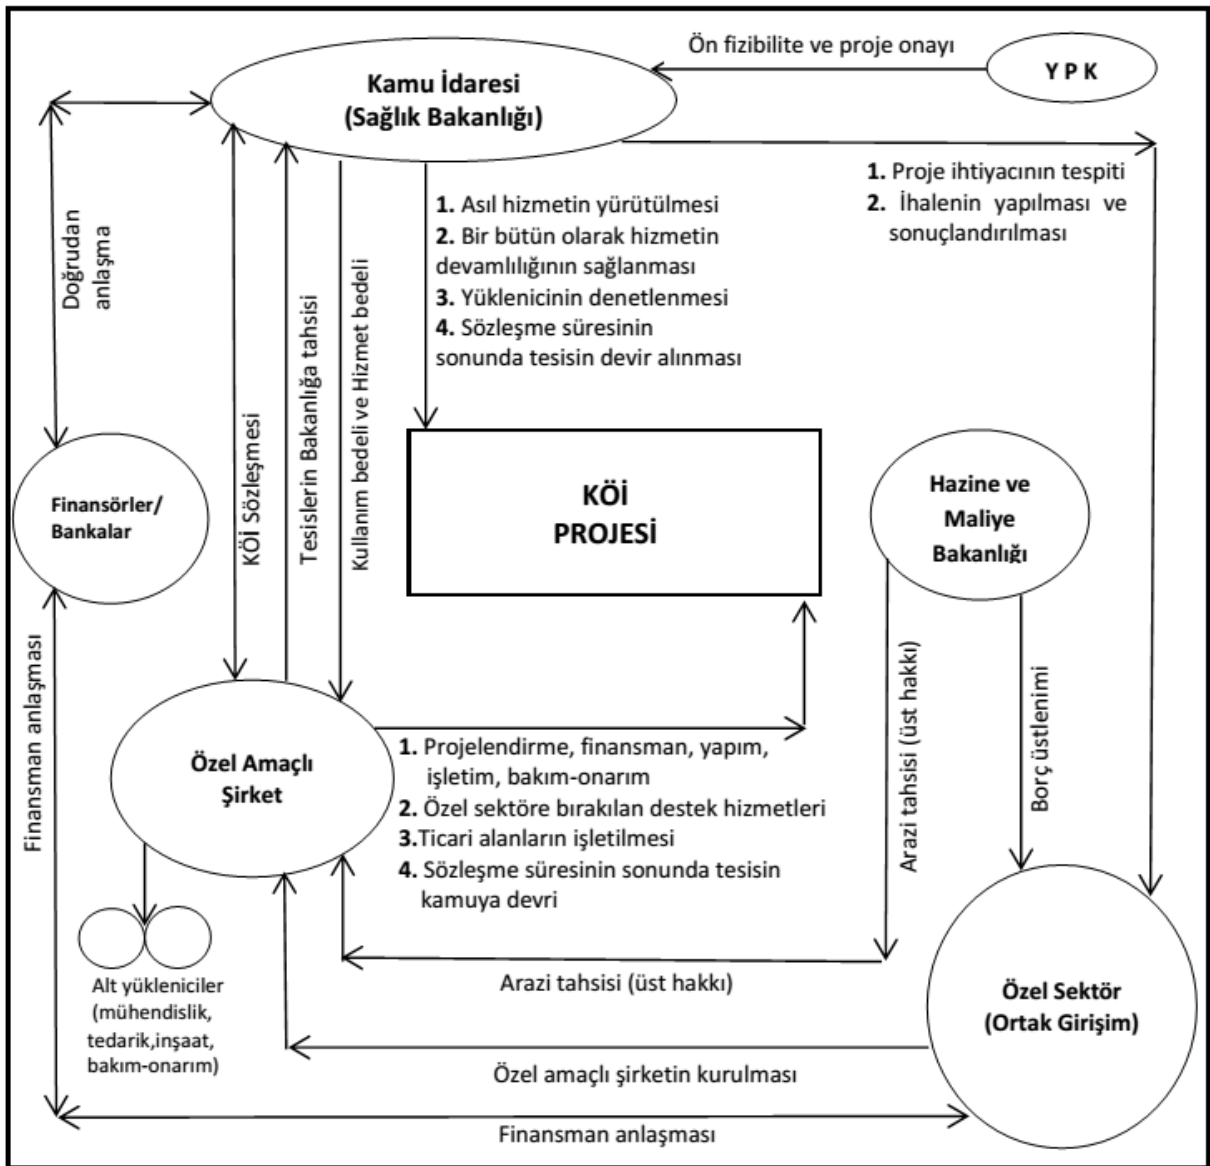 Ön fizibilite ve proje onayı
Y P K
Kamu İdaresi
(Sağlık Bakanlığı)
1. Proje ihtiyacının tespiti
2. İhalenin yapılması ve
sonuçlandırılması
1. Asıl hizmetin yürütülmesi
2. Bir bütün olarak hizmetin
devamlılığının sağlanması
3. Yüklenicinin denetlenmesi
4. Sözleşme süresinin
sonunda tesisin devir alınması
Doğrudan
anlaşma
KÖİ Sözleşmesi
Tesislerin Bakanlığa tahsisi
Kullanım bedeli ve Hizmet bedeli
Finansörler/
Bankalar
KÖİ
PROJESİ
Hazine ve
Maliye
Bakanlığı
Finansman anlaşması
Özel Amaçlı
Şirket
1. Projelendirme, finansman, yapım,
işletim, bakım-onarım
2. Özel sektöre bırakılan destek hizmetleri
3.Ticari alanların işletilmesi
4. Sözleşme süresinin sonunda tesisin
kamuya devri
Arazi tahsisi (üst hakkı)
Borç üstlenimi
Alt yükleniciler
(mühendislik,
tedarik,inşaat,
bakım-onarım)
Arazi tahsisi (üst hakkı)
Özel Sektör
(Ortak Girişim)
Özel amaçlı şirketin kurulması
Finansman anlaşması